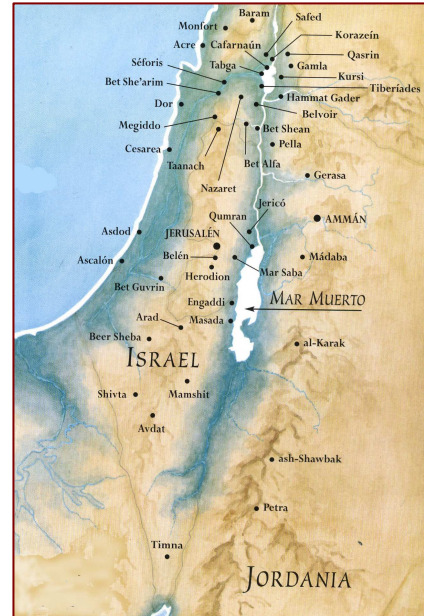 Baram
Safed
Monfort
Korazeín
Acre
Cafarnaún
Qasrin
Tabga
Gamla
Séforis
Kursi
Bet She'arim
Tiberíades
Hammat Gader
Dor
Belvoir
Megiddo
Bet Shean
Pella
Cesarea
Taanach
Bet Alfa
Gerasa
Nazaret
Jericó
Qumran
AMMÁN
Asdod
JERUSALÉN
Belén
Mádaba
Ascalón
Mar Saba
Herodion
Bet Guvrin
Engaddi
MAR MUERTO
Arad
Masada
Beer Sheba
al-Karak
ISRAEL
Shivta
Mamshit
Avdat
ash-Shawbak
Petra
Timna
JORDANIA